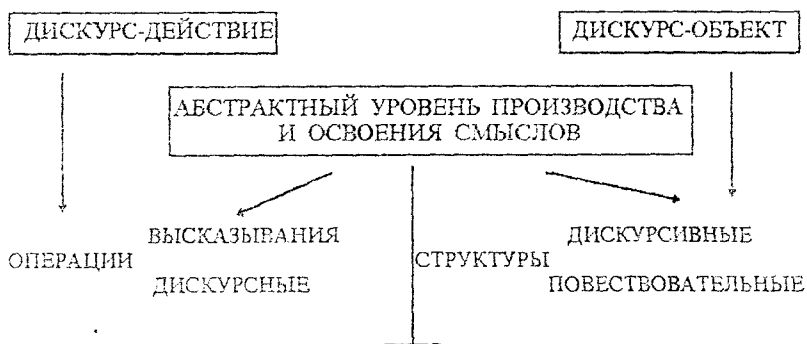 ДИСКУРС-ДЕЙСТВИЕ
ДИСКУРС-ОБЪЕКТ
АБСТРАКТНЫЙ УРОВЕНЬ ПРОИЗВОДСТВА
И ОСВОЕНИЯ СМЫСЛОВ
ОПЕРАЦИИ
ВЫСКАЗЫВАНИЯ
ДИСКУРСНЫЕ
СТРУКТУРЫ
ДИСКУРСИВНЫЕ
ПОВЕСТВОВАТЕЛЬНЫЕ